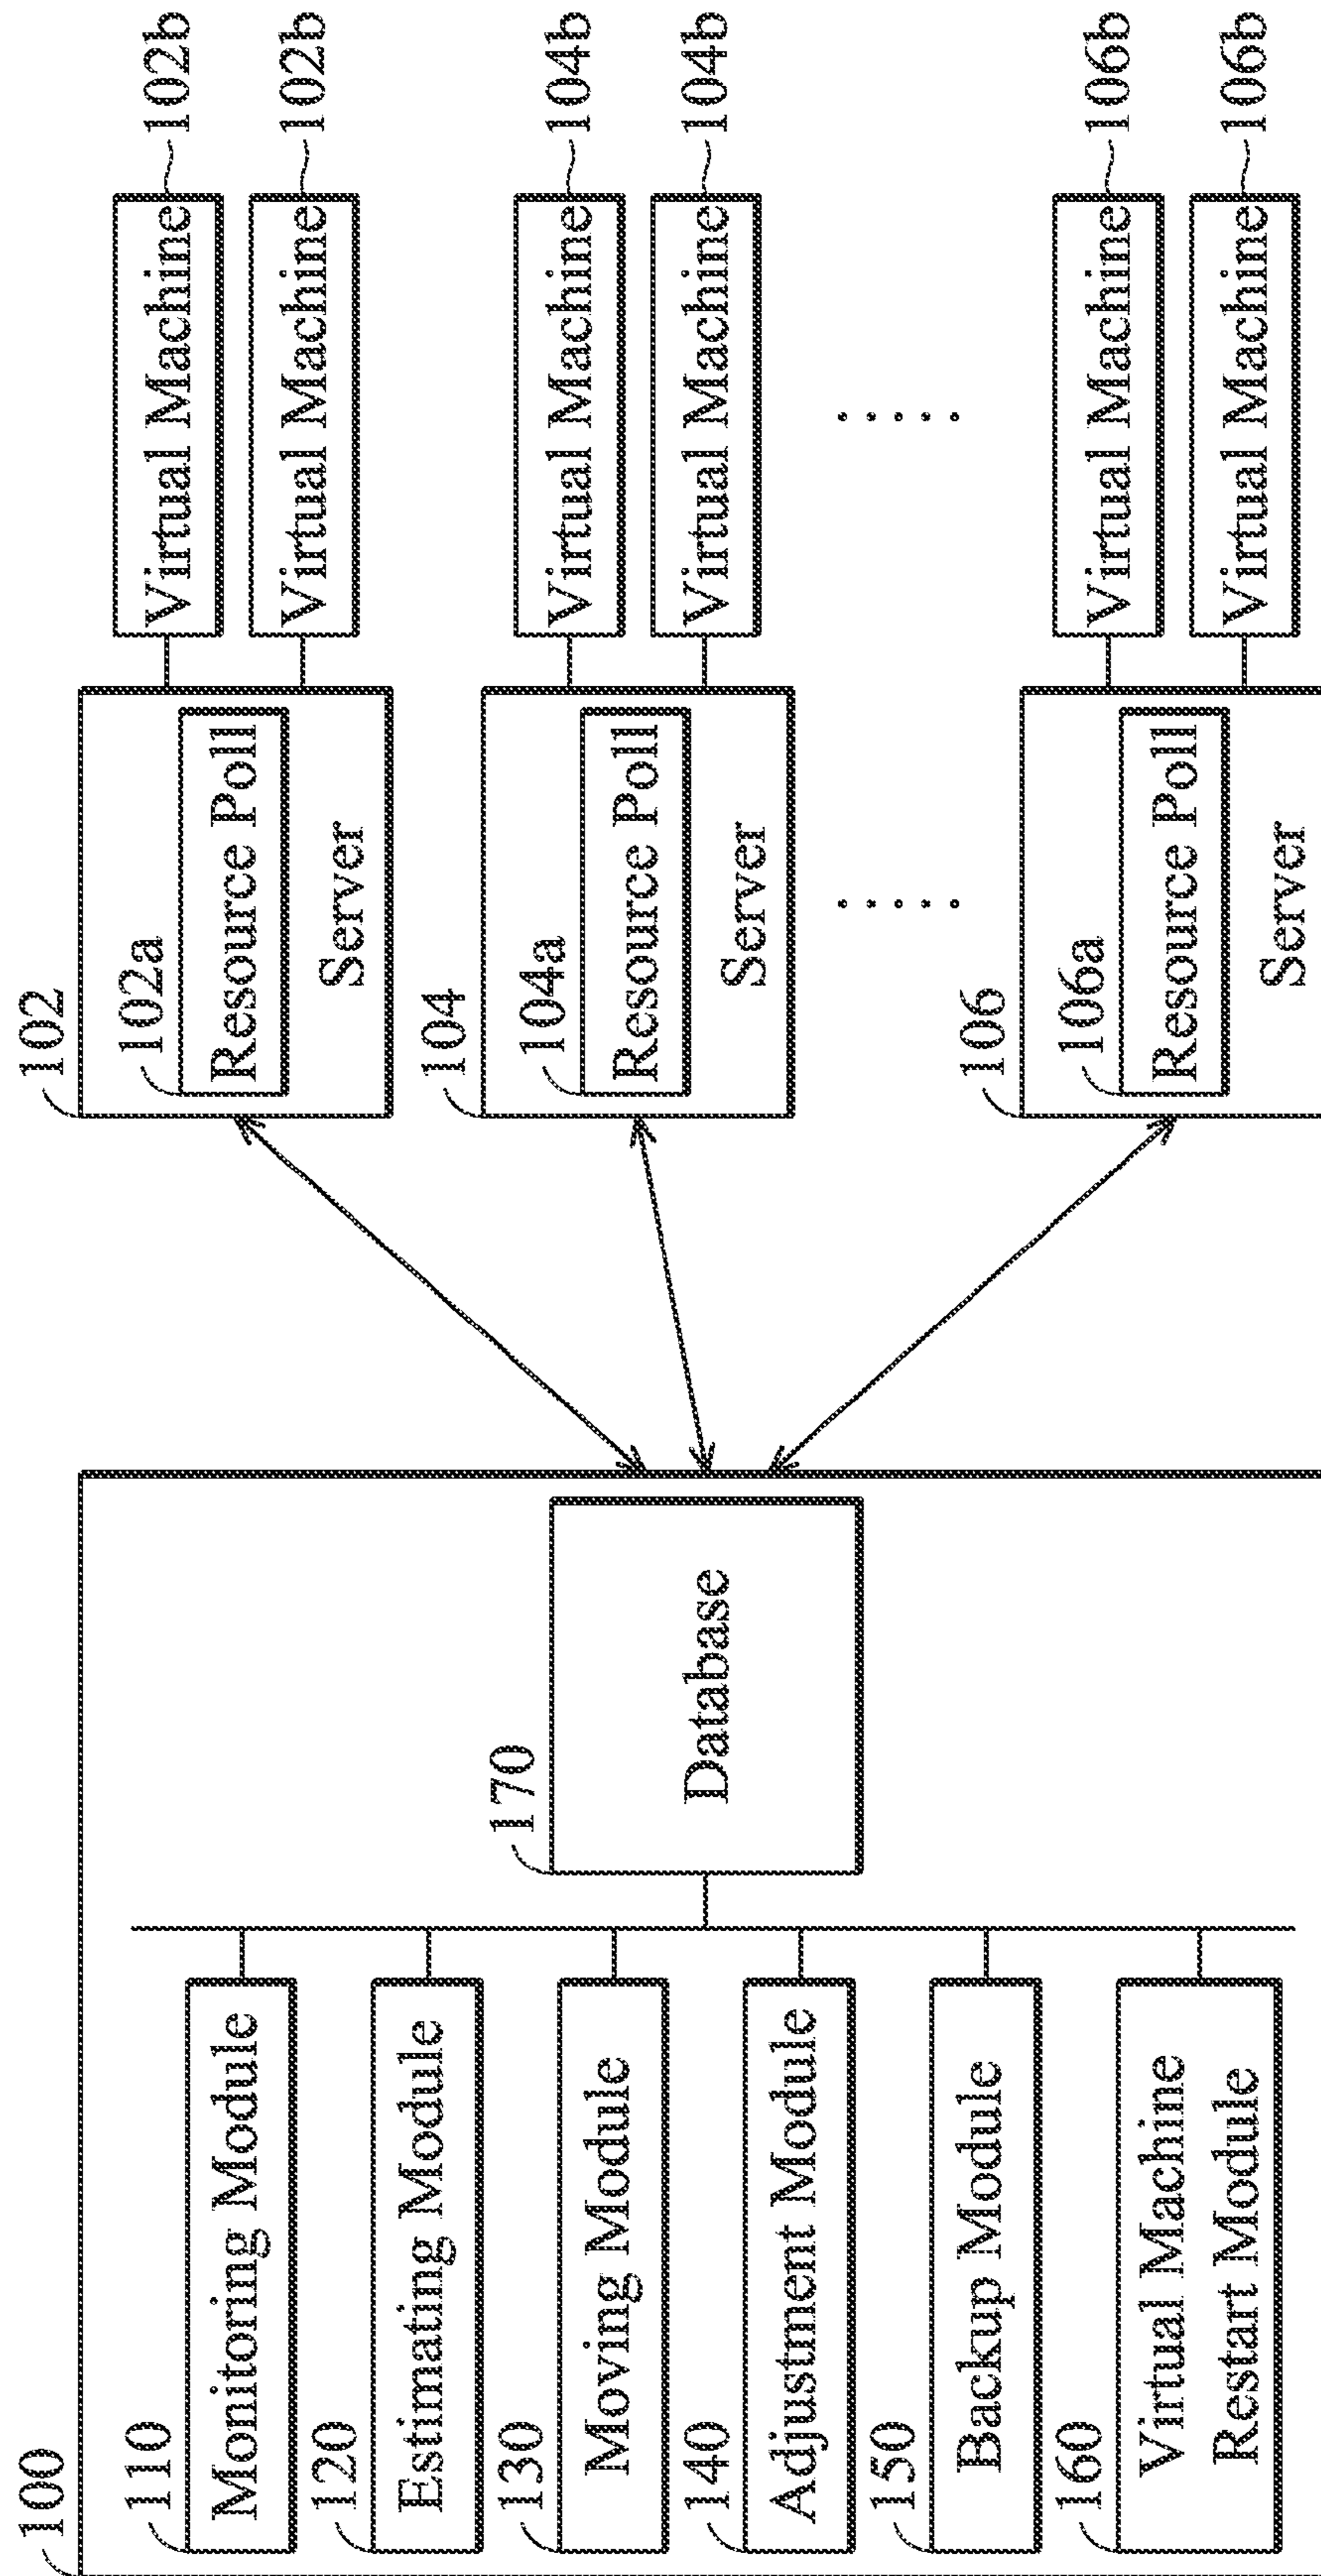 100
110
Monitoring Module
120
Estimating Module
130
Moving Module
140
Adjustment Module
150
Backup Module
160
Virtual Machine
Restart Module
170
Database
102
102a
Resource Poll
Server
Virtual Machine
102b
Virtual Machine
102b
104
104a
Resource Poll
Server
Virtual Machine
104b
Virtual Machine
104b
.....
.....
106
106a
Resource Poll
Server
Virtual Machine
106b
Virtual Machine
106b